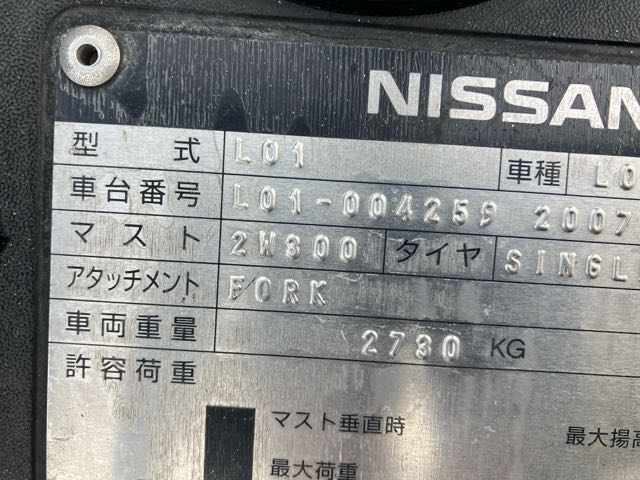 NISSAN
型式 L01 車種 L0
車台番号 L01-004259 2007
マスト 2W300 タイヤ SINGL
アタッチメント FORK
車両重量 2730 KG
許容荷重
マスト垂直時 最大揚高
最大荷重